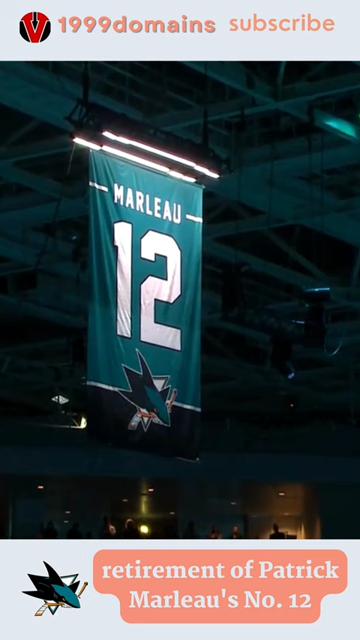 1999domains subscribe
MARLEAU
12
retirement of Patrick
Marleau's No. 12